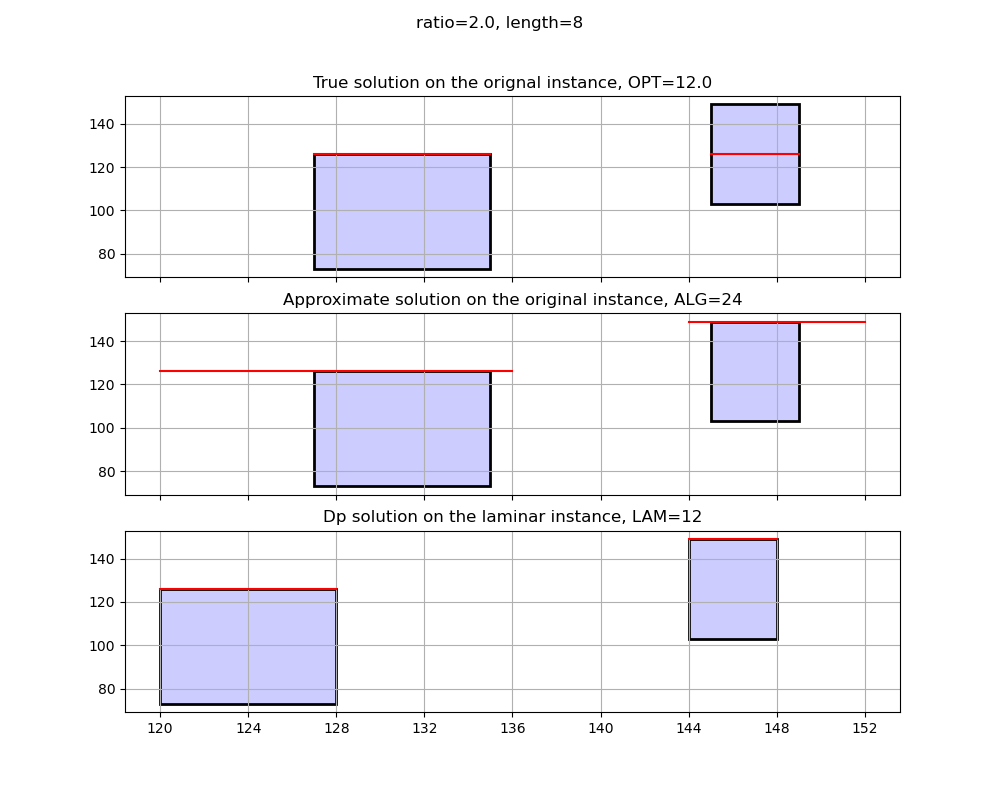 ratio=2.0, length=8
True solution on the orignal instance, OPT=12.0
140
120
100
80
Approximate solution on the original instance, ALG=24
140
120
100
80
Dp solution on the laminar instance, LAM=12
140
120
100
80
120 124 128 132 136 140 144 148 152